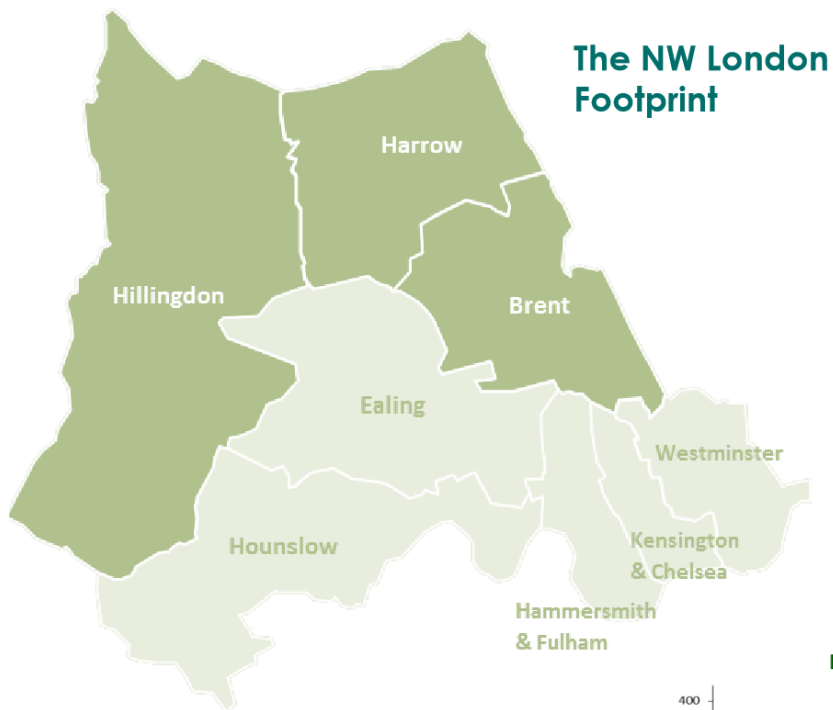 The NW London
Footprint
Harrow
Hillingdon
Brent
Ealing
Westminster
Hounslow
Kensington
& Chelsea
Hammersmith
& Fulham
400